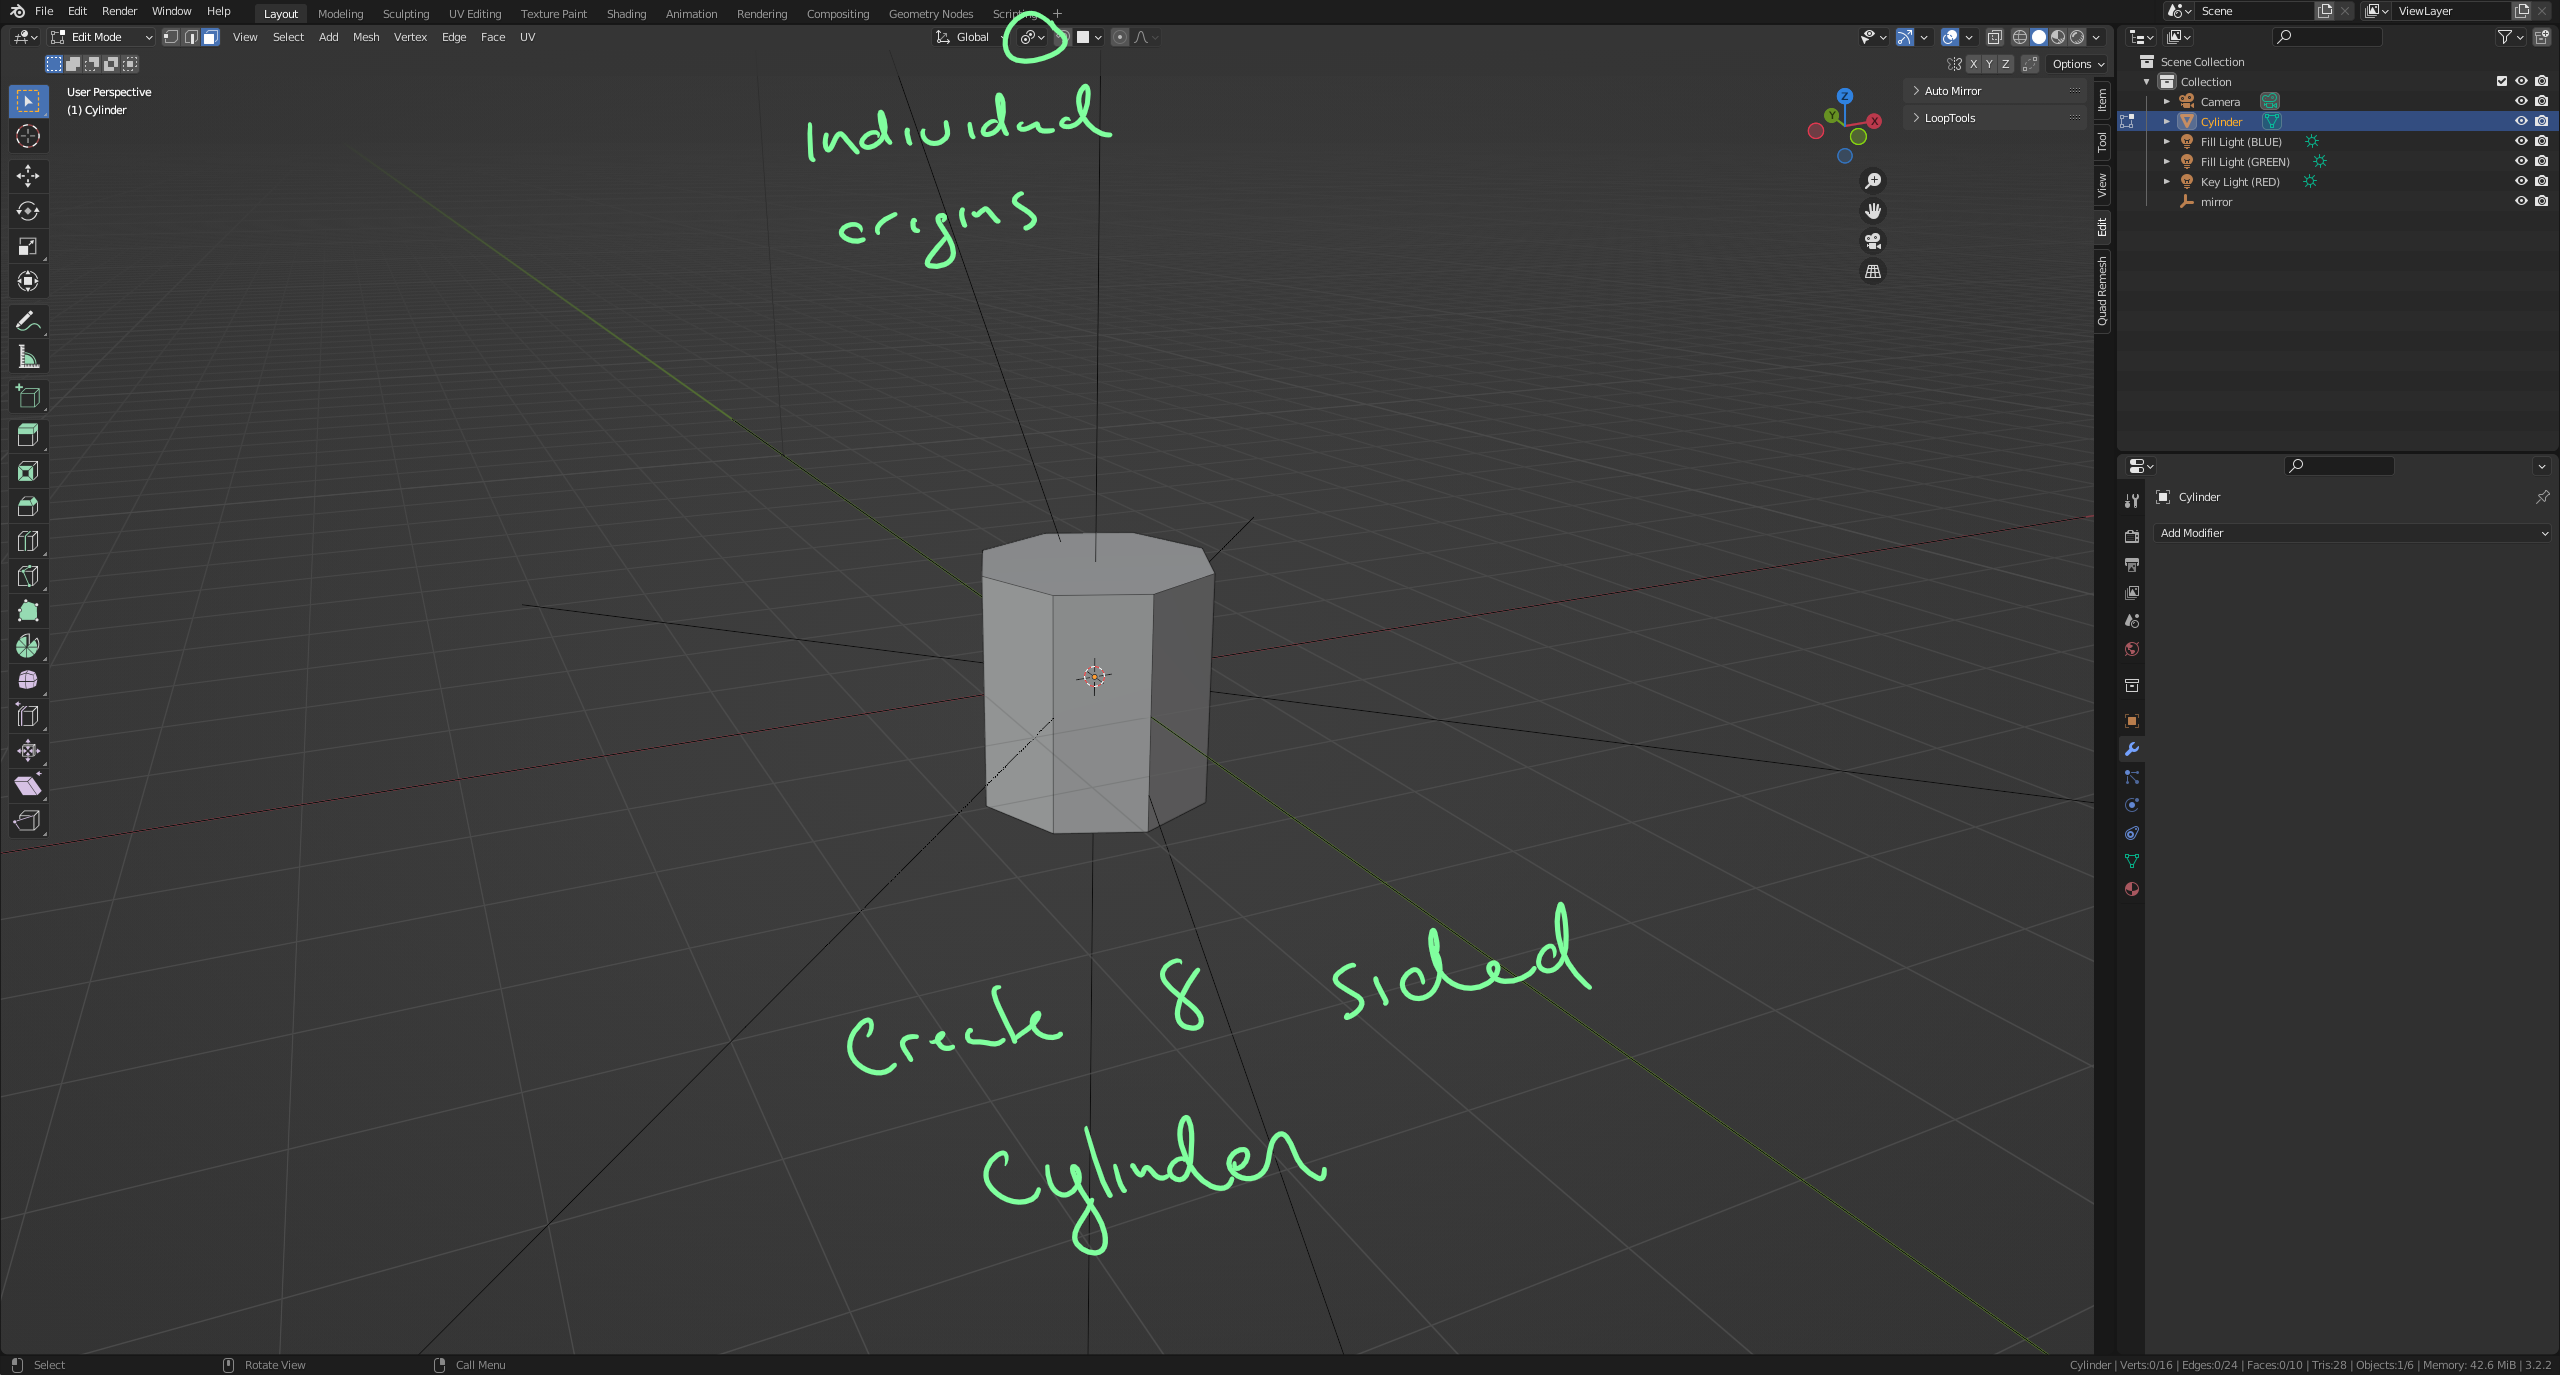 File Edit Render Window Help Layout Modeling Sculpting UV Editing Texture Paint Shading Animation Rendering Compositing Geometry Nodes Scripting + Scene ViewLayer
Edit Mode View Select Add Mesh Vertex Edge Face UV Global
X Y Z Options
User Perspective
(1) Cylinder
Z
Y
X
Auto Mirror
LoopTools
Item
Tool
View
Edit
Quad Remesh
Individual
origins
Create 8 sided
Cylinder
Scene Collection
Collection
Camera
Cylinder
Fill Light (BLUE)
Fill Light (GREEN)
Key Light (RED)
mirror
Cylinder
Add Modifier
Select Rotate View Call Menu
Cylinder | Verts:0/16 | Edges:0/24 | Faces:0/10 | Tris:28 | Objects:1/6 | Memory: 42.6 MiB | 3.2.2